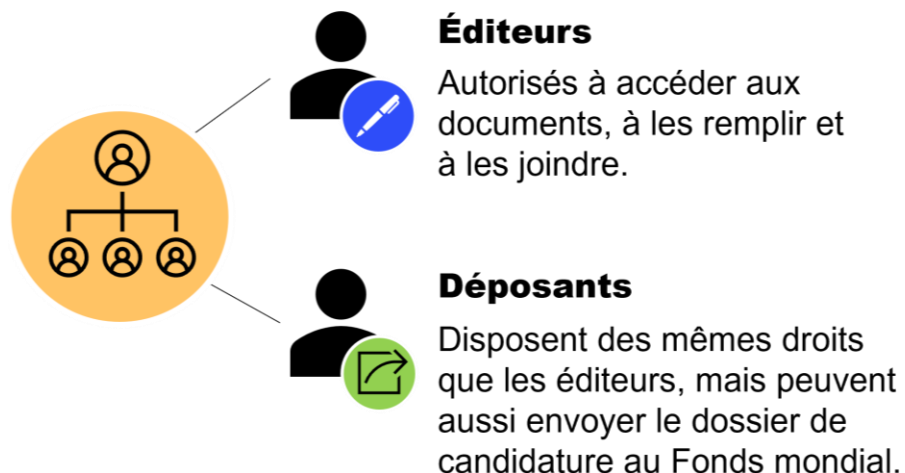 Éditeurs
Autorisés à accéder aux
documents, à les remplir et
à les joindre.
Déposants
Disposent des mêmes droits
que les éditeurs, mais peuvent
aussi envoyer le dossier de
candidature au Fonds mondial.